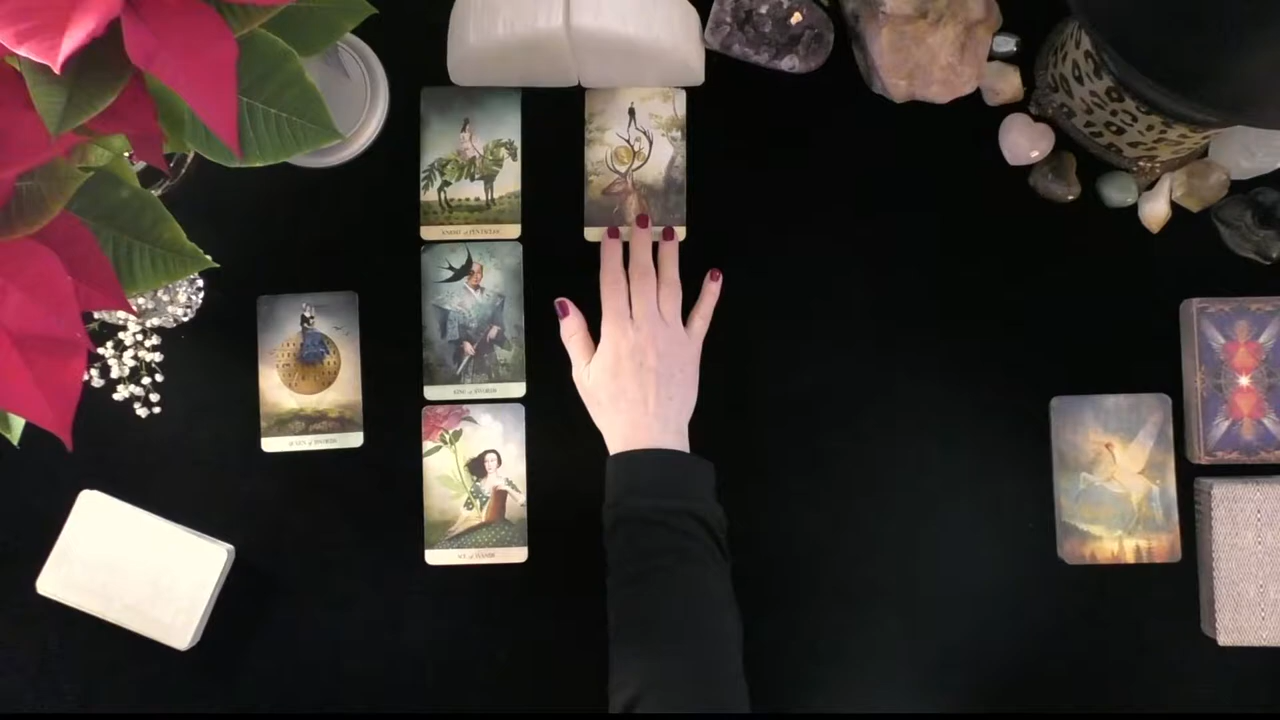 KNIGHT of PENTACLES
KING of SWORDS
QUEEN of SWORDS
ACE of WANDS